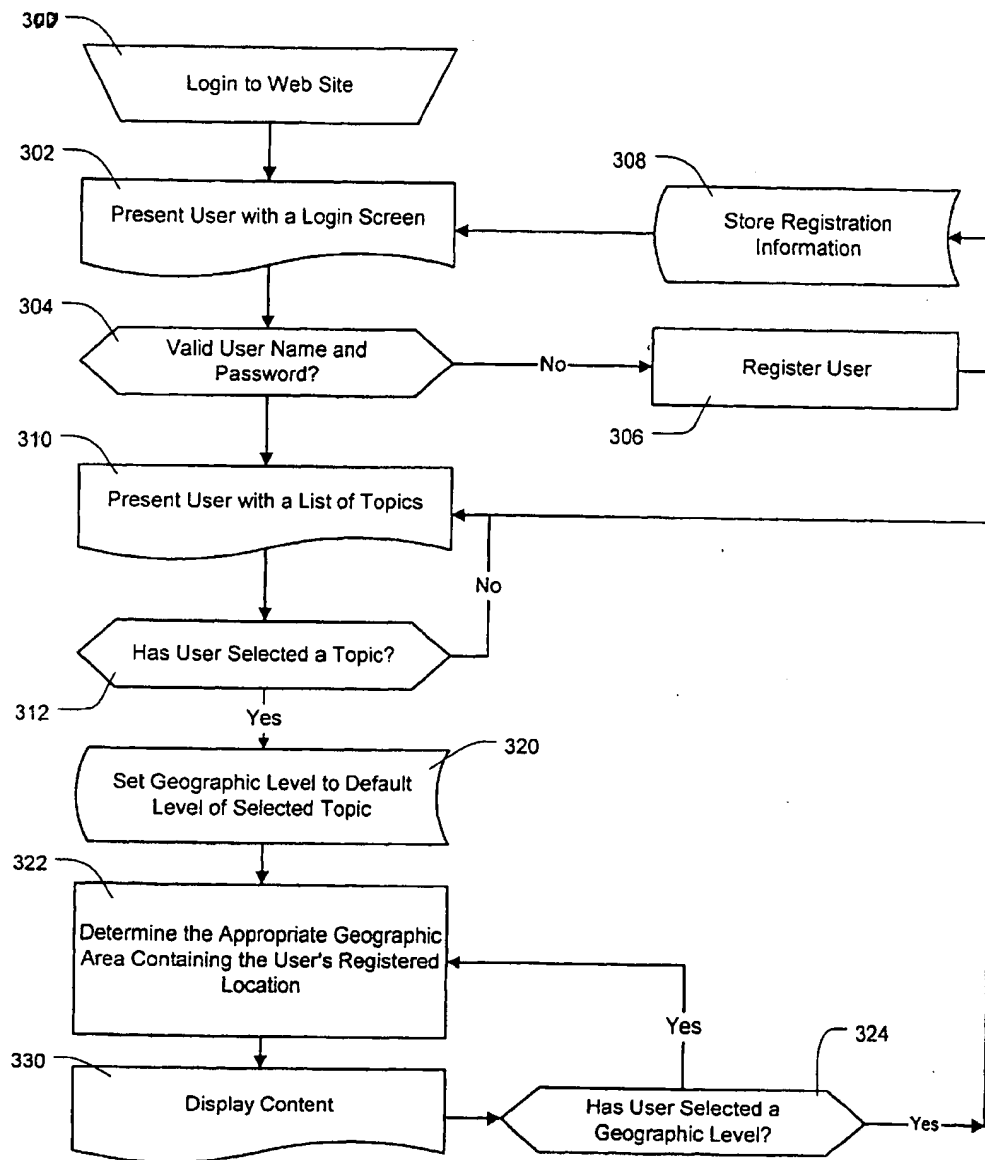 300
Login to Web Site
302
308
Present User with a Login Screen
Store Registration
Information
304
Valid User Name and
Password?
No
Register User
306
310
Present User with a List of Topics
No
Has User Selected a Topic?
312
Yes
320
Set Geographic Level to Default
Level of Selected Topic
322
Determine the Appropriate Geographic
Area Containing the User's Registered
Location
Yes
324
330
Display Content
Has User Selected a
Geographic Level?
Yes